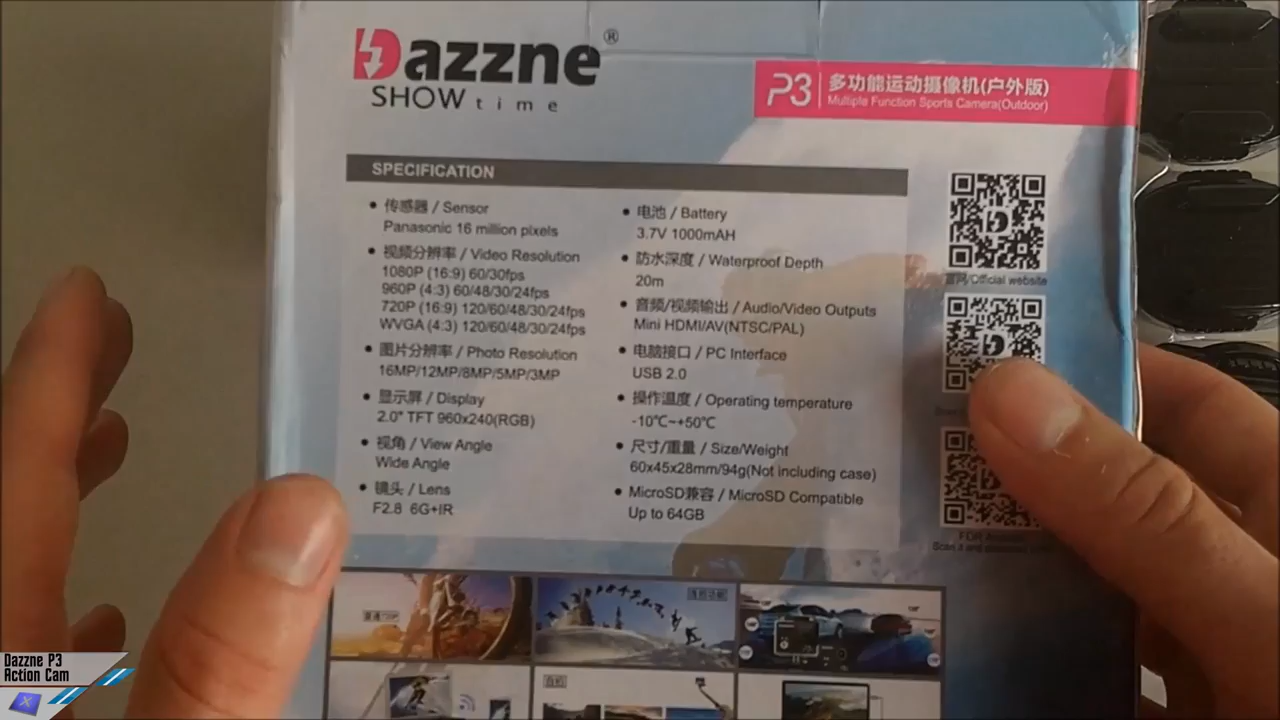 Dazzne®
SHOW time
P3 多功能运动摄像机(户外版)
Multiple Function Sports Camera(Outdoor)
SPECIFICATION
传感器 / Sensor
Panasonic 16 million pixels
视频分辨率 / Video Resolution
1080P (16:9) 60/30fps
960P (4:3) 60/48/30/24fps
720P (16:9) 120/60/48/30/24fps
WVGA (4:3) 120/60/48/30/24fps
图片分辨率 / Photo Resolution
16MP/12MP/8MP/5MP/3MP
显示屏 / Display
2.0" TFT 960x240(RGB)
视角 / View Angle
Wide Angle
镜头 / Lens
F2.8 6G+IR
电池 / Battery
3.7V 1000mAH
防水深度 / Waterproof Depth
20m
音频/视频输出 / Audio/Video Outputs
Mini HDMI/AV(NTSC/PAL)
电脑接口 / PC Interface
USB 2.0
操作温度 / Operating temperature
-10℃~+50℃
尺寸/重量 / Size/Weight
60x45x28mm/94g(Not including case)
MicroSD兼容 / MicroSD Compatible
Up to 64GB
官网/Official website
FOR
Scan it and
Dazzne P3
Action Cam